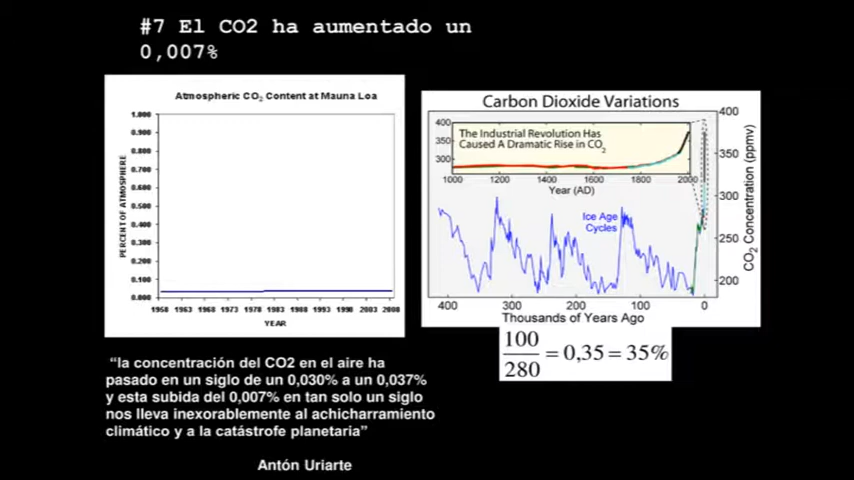 #7 El CO2 ha aumentado un
0,007%
Atmospheric CO2 Content at Mauna Loa
PERCENT OF ATMOSPHERE
1.000
0.900
0.800
0.700
0.600
0.500
0.400
0.300
0.200
0.100
0.000
1958 1963 1968 1973 1978 1983 1988 1993 1998 2003 2008
YEAR
Carbon Dioxide Variations
400
350
300
The Industrial Revolution Has
Caused A Dramatic Rise in CO2
1000 1200 1400 1600 1800 2000
Year (AD)
Ice Age
Cycles
400
350
300
250
200
CO2 Concentration (ppmv)
400 300 200 100 0
Thousands of Years Ago
100/280 = 0,35 = 35%
“la concentración del CO2 en el aire ha
pasado en un siglo de un 0,030% a un 0,037%
y esta subida del 0,007% en tan solo un siglo
nos lleva inexorablemente al achicharramiento
climático y a la catástrofe planetaria”
Antón Uriarte